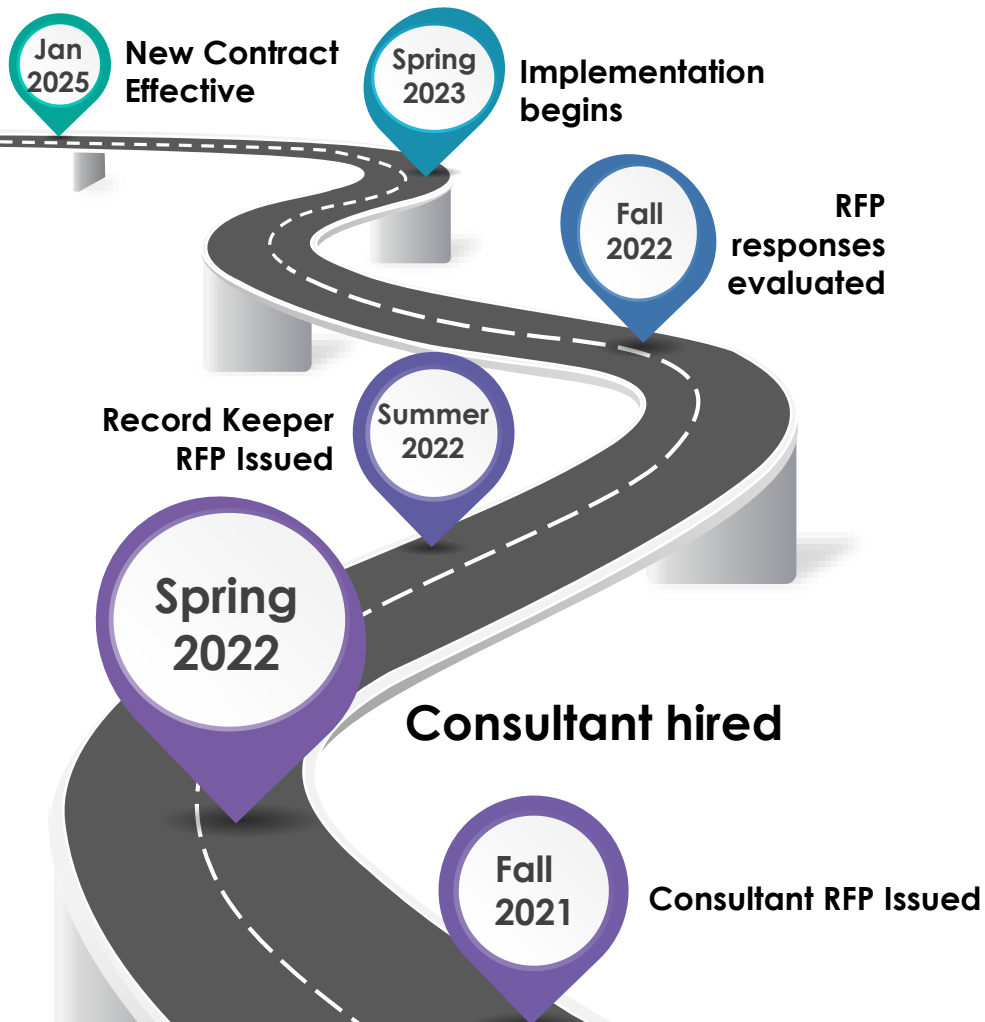 Jan
2025
New Contract
Effective
Spring
2023
Implementation
begins
Fall
2022
RFP
responses
evaluated
Summer
2022
Record Keeper
RFP Issued
Spring
2022
Consultant hired
Fall
2021
Consultant RFP Issued